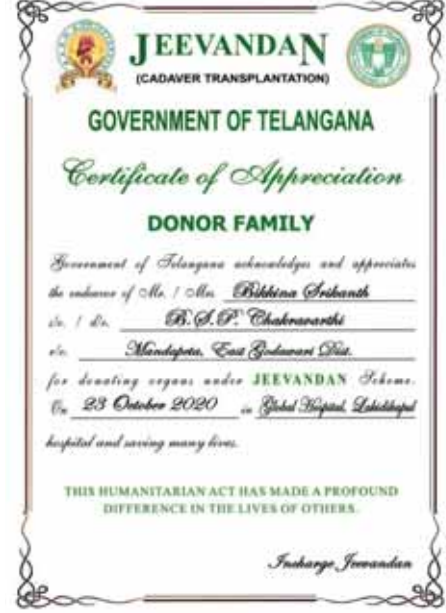 JEEVANDAN
(CADAVER TRANSPLANTATION)
GOVERNMENT OF TELANGANA
Certificate of Appreciation
DONOR FAMILY
Government of Telangana acknowledges and appreciates
the endeavor of Mr. / Mrs. Bikkina Srikanth
s/o. / d/o. B.S.P. Chakravarthi
r/o. Mandapeta, East Godavari Dist.
for donating organs under JEEVANDAN Scheme.
On 23 October 2020 in Global Hospital, Lakidikapul
hospital and saving many lives.
THIS HUMANITARIAN ACT HAS MADE A PROFOUND
DIFFERENCE IN THE LIVES OF OTHERS.
Incharge Jeevandan